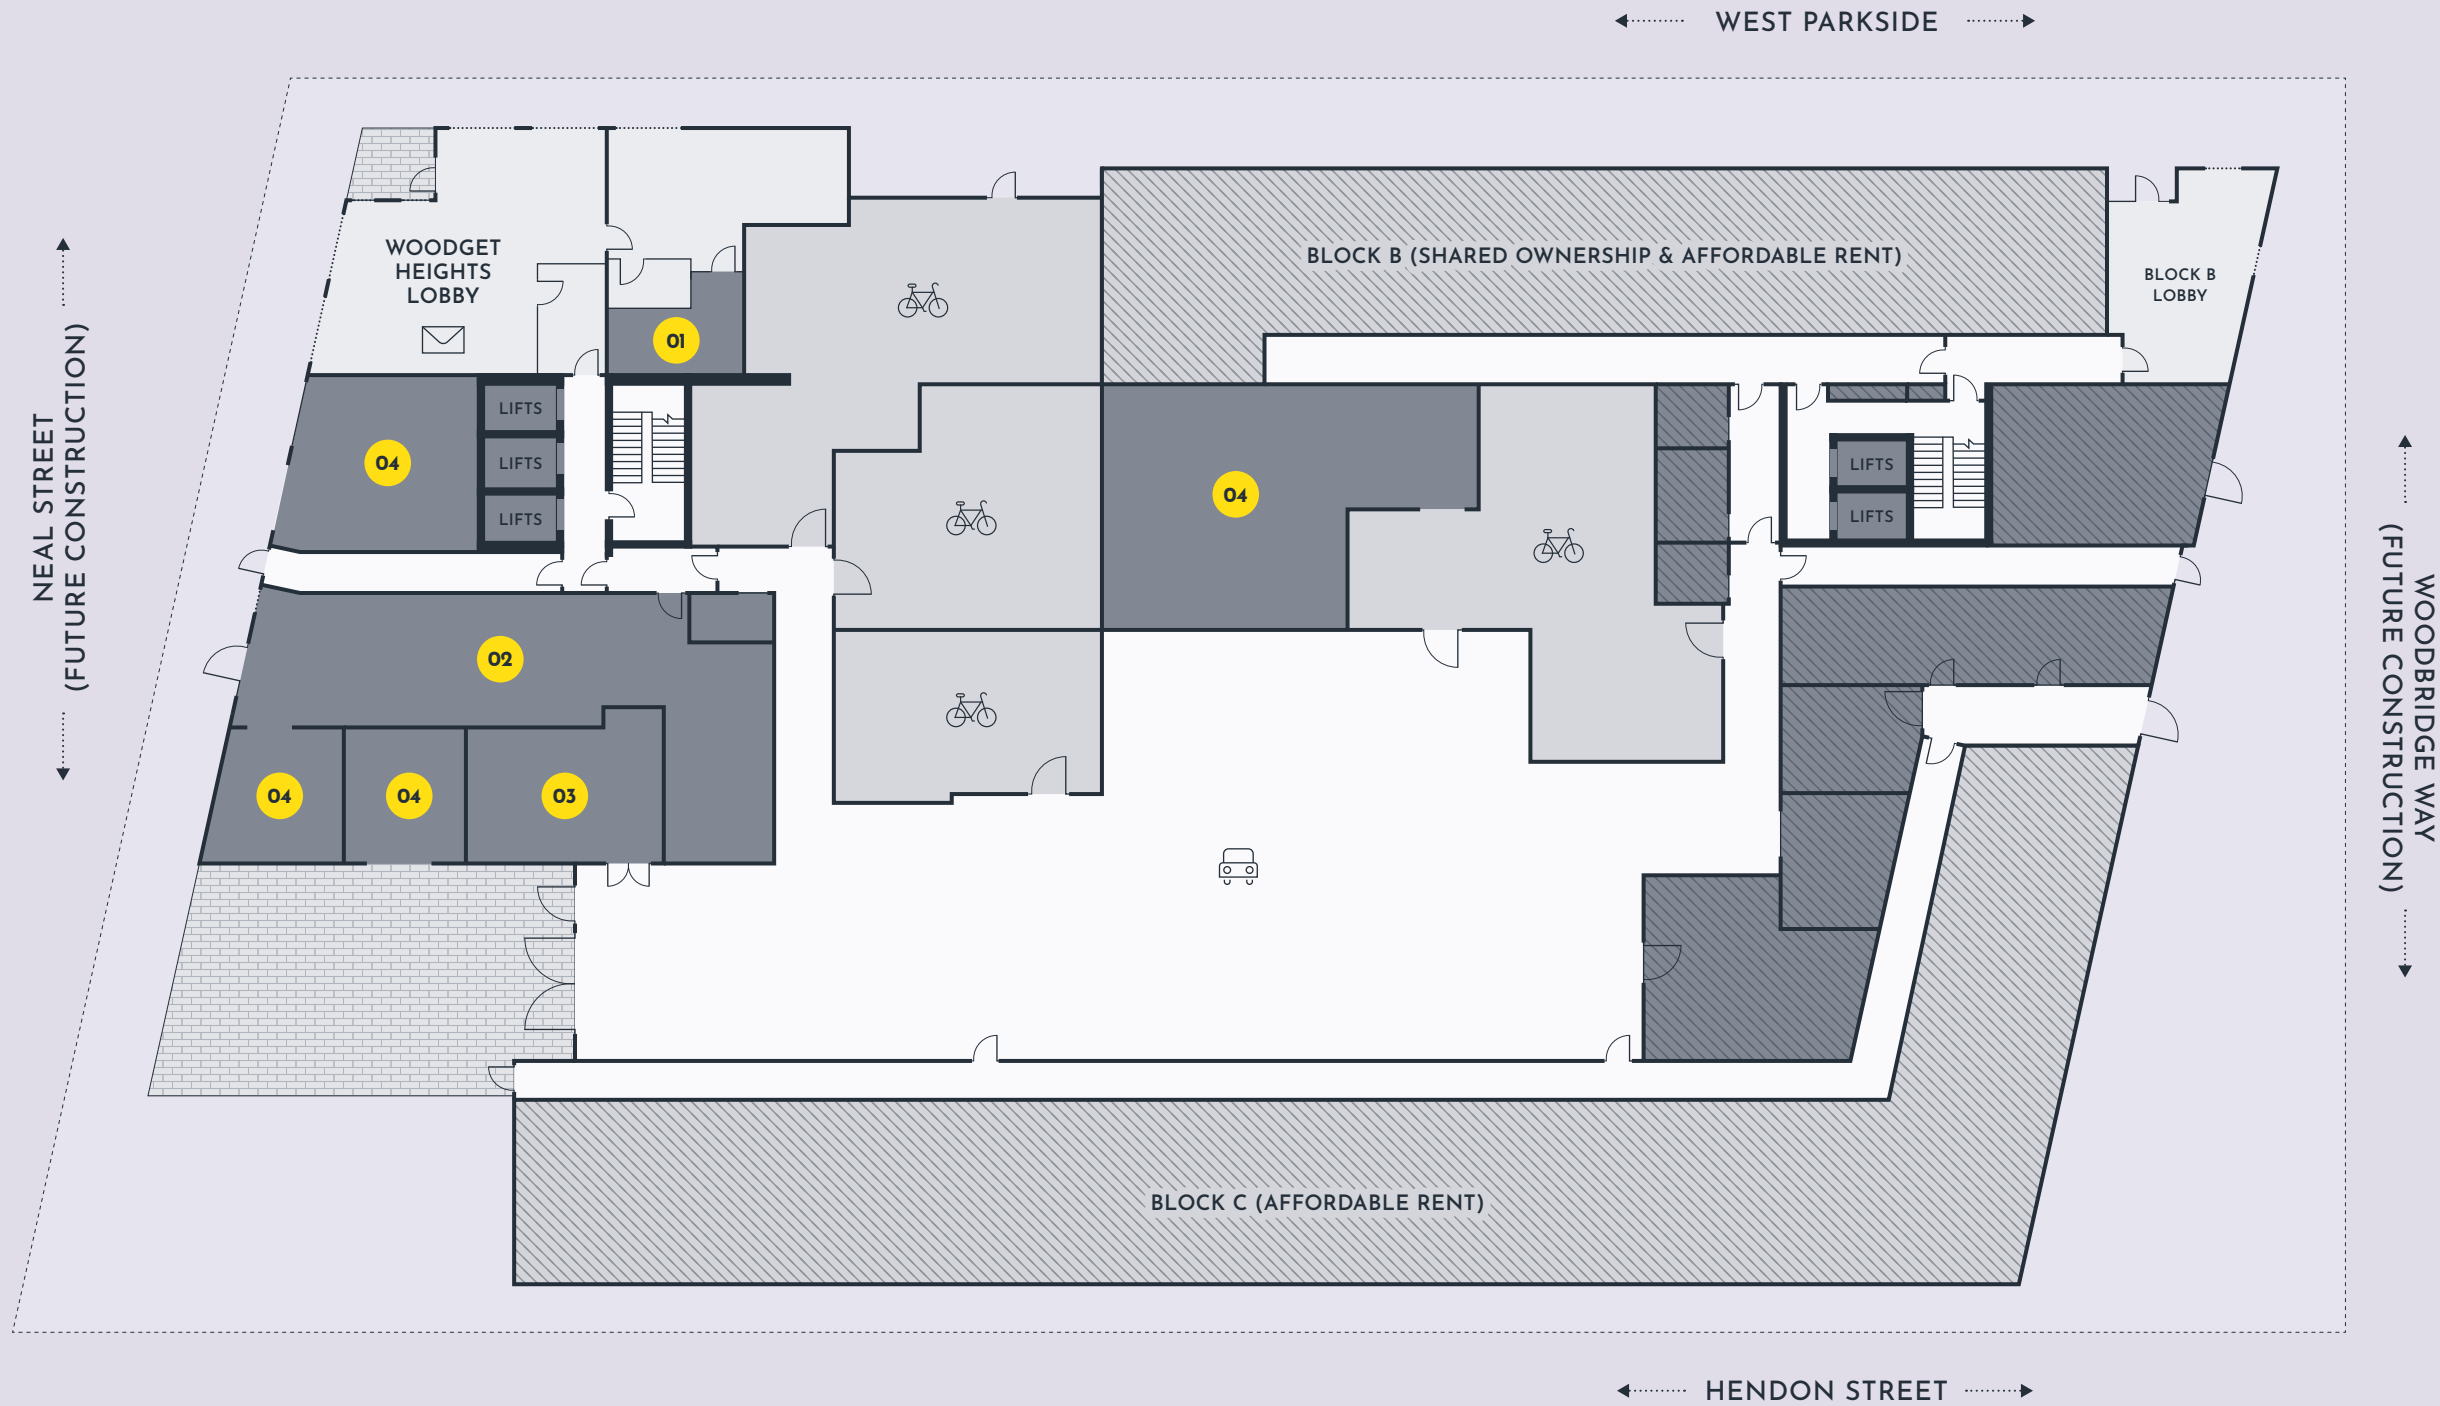 WEST PARKSIDE
WOODGET
HEIGHTS
LOBBY
BLOCK B (SHARED OWNERSHIP & AFFORDABLE RENT)
BLOCK B
LOBBY
01
NEAL STREET
(FUTURE CONSTRUCTION)
04
LIFTS
LIFTS
LIFTS
04
LIFTS
LIFTS
WOODBRIDGE WAY
(FUTURE CONSTRUCTION)
02
04
04
03
BLOCK C (AFFORDABLE RENT)
HENDON STREET